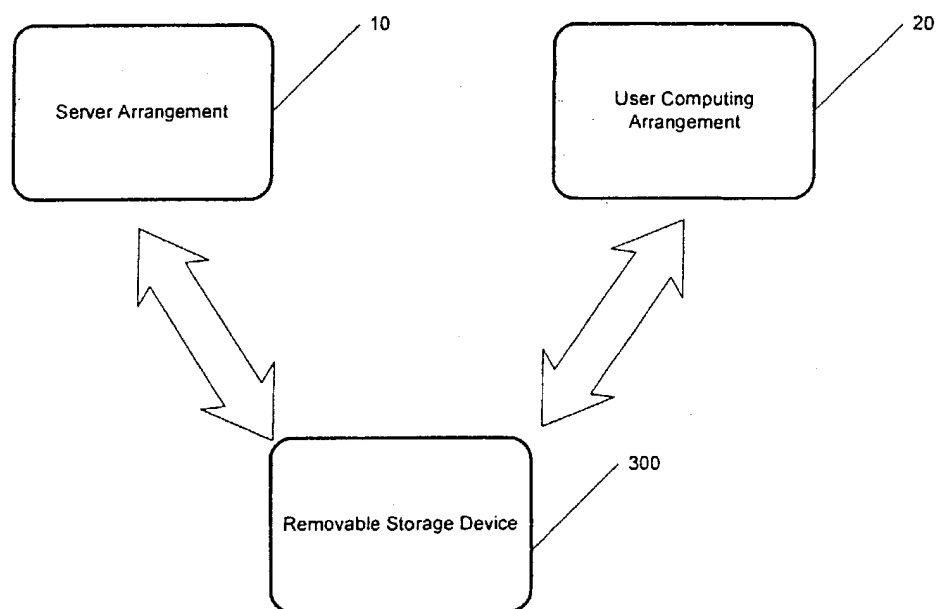 10
20
Server Arrangement
User Computing
Arrangement
300
Removable Storage Device